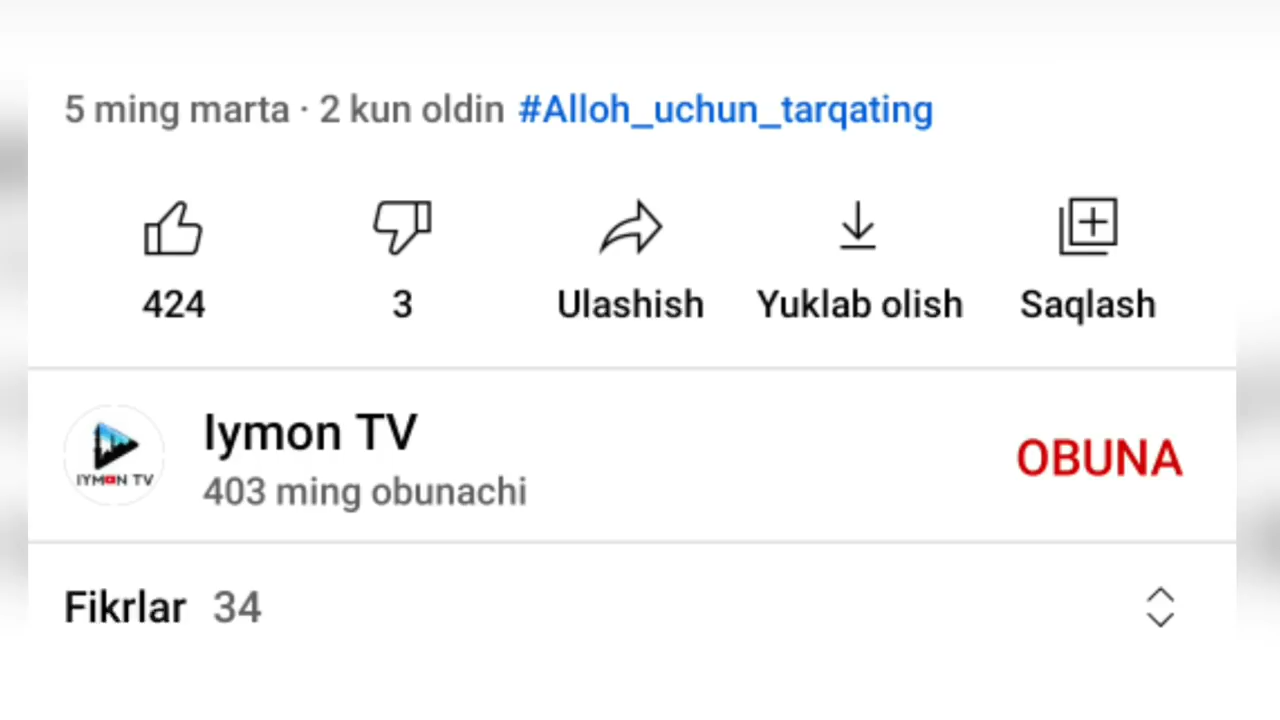 5 ming marta · 2 kun oldin #Alloh_uchun_tarqating
424 3 Ulashish Yuklab olish Saqlash
IYMON TV
Iymon TV
403 ming obunachi
OBUNA
Fikrlar 34